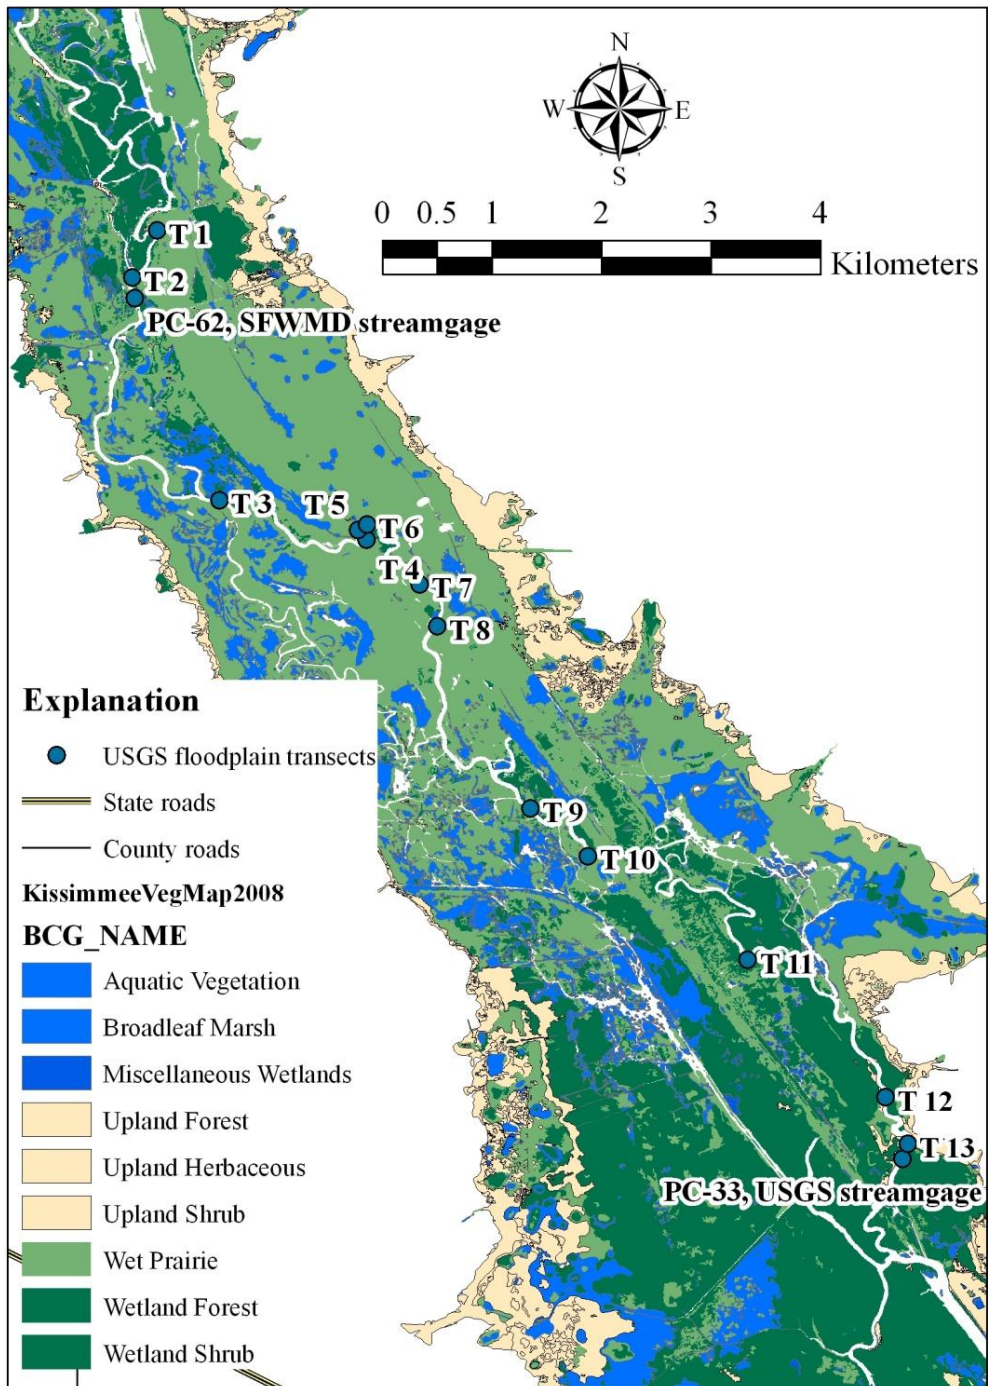 N
W E
S
0 0.5 1 2 3 4
Kilometers
T 1
T 2
PC-62, SFWMD streamgage
T 3
T 5
T 6
T 4
T 7
T 8
T 9
T 10
T 11
T 12
T 13
PC-33, USGS streamgage
Explanation
USGS floodplain transects
State roads
County roads
KissimmeeVegMap2008
BCG_NAME
Aquatic Vegetation
Broadleaf Marsh
Miscellaneous Wetlands
Upland Forest
Upland Herbaceous
Upland Shrub
Wet Prairie
Wetland Forest
Wetland Shrub